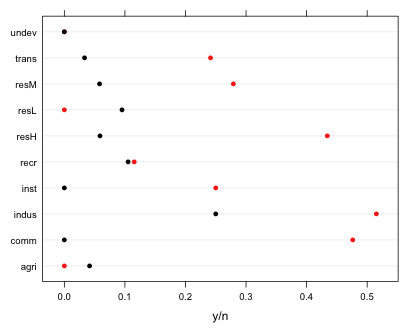 undev
trans
resM
resL
resH
recr
inst
indus
comm
agri
0.0 0.1 0.2 0.3 0.4 0.5
y/n